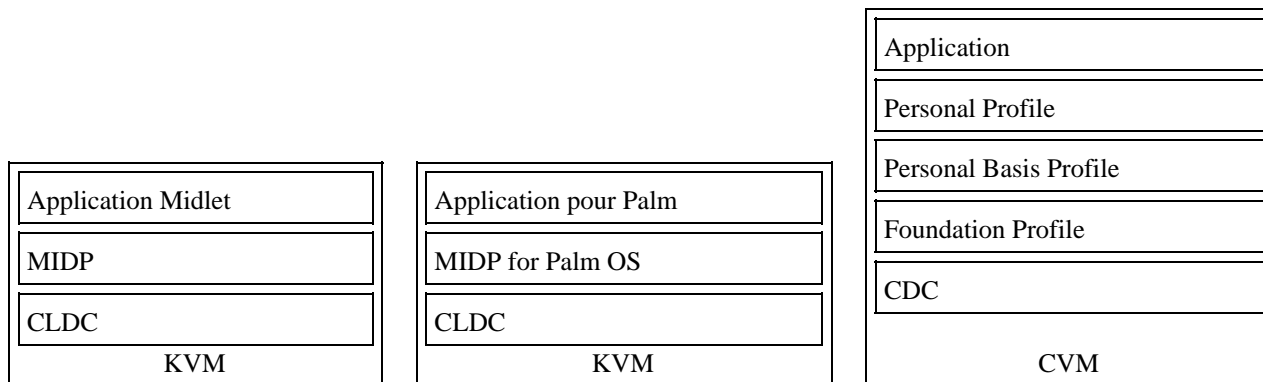 Application Midlet
MIDP
CLDC
KVM
Application pour Palm
MIDP for Palm OS
CLDC
KVM
Application
Personal Profile
Personal Basis Profile
Foundation Profile
CDC
CVM